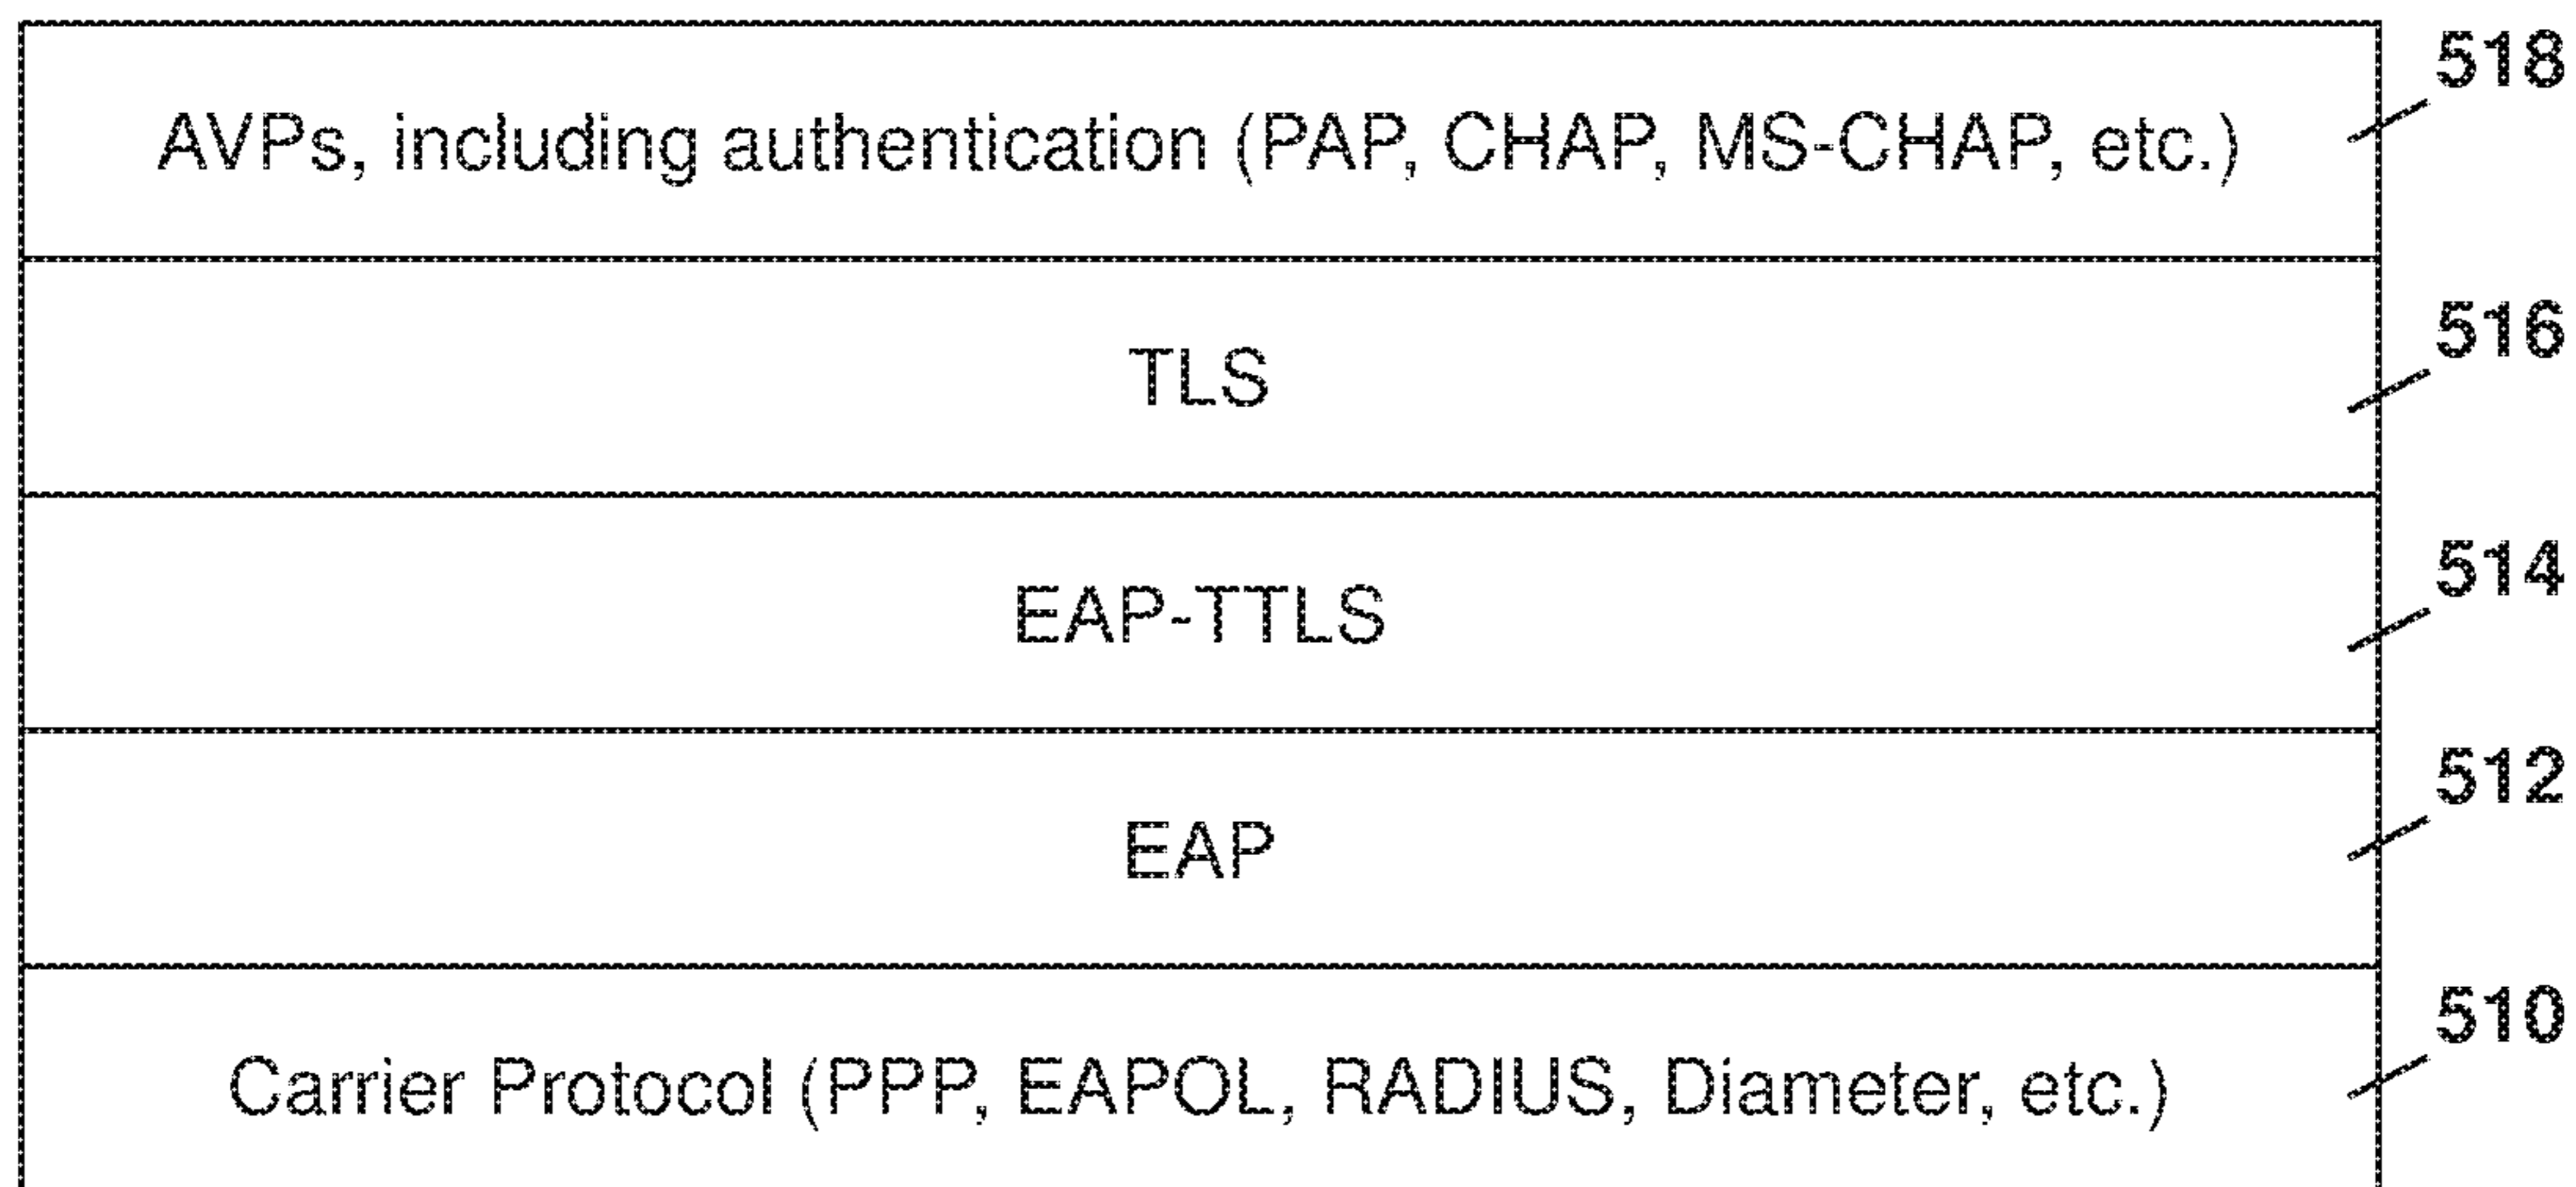 518
AVPs, including authentication (PAP, CHAP, MS-CHAP, etc.)
516
TLS
514
EAP-TTLS
512
EAP
510
Carrier Protocol (PPP, EAPOL, RADIUS, Diameter, etc.)